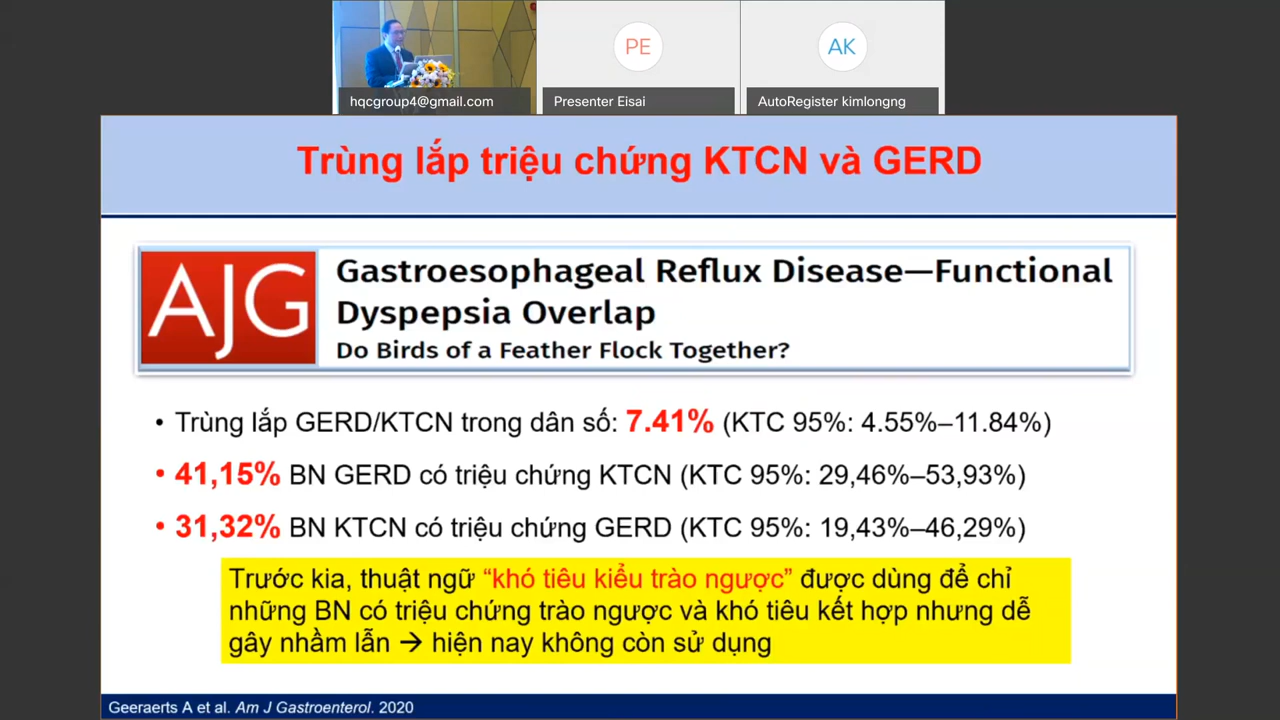 PE
AK
hqcgroup4@gmail.com
Presenter Eisai
AutoRegister kimlongng
Trùng lắp triệu chứng KTCN và GERD
AJG
Gastroesophageal Reflux Disease—Functional
Dyspepsia Overlap
Do Birds of a Feather Flock Together?
• Trùng lắp GERD/KTCN trong dân số: 7.41% (KTC 95%: 4.55%–11.84%)
• 41,15% BN GERD có triệu chứng KTCN (KTC 95%: 29,46%–53,93%)
• 31,32% BN KTCN có triệu chứng GERD (KTC 95%: 19,43%–46,29%)
Trước kia, thuật ngữ “khó tiêu kiểu trào ngược” được dùng để chỉ
những BN có triệu chứng trào ngược và khó tiêu kết hợp nhưng dễ
gây nhầm lẫn → hiện nay không còn sử dụng
Geeraerts A et al. Am J Gastroenterol. 2020